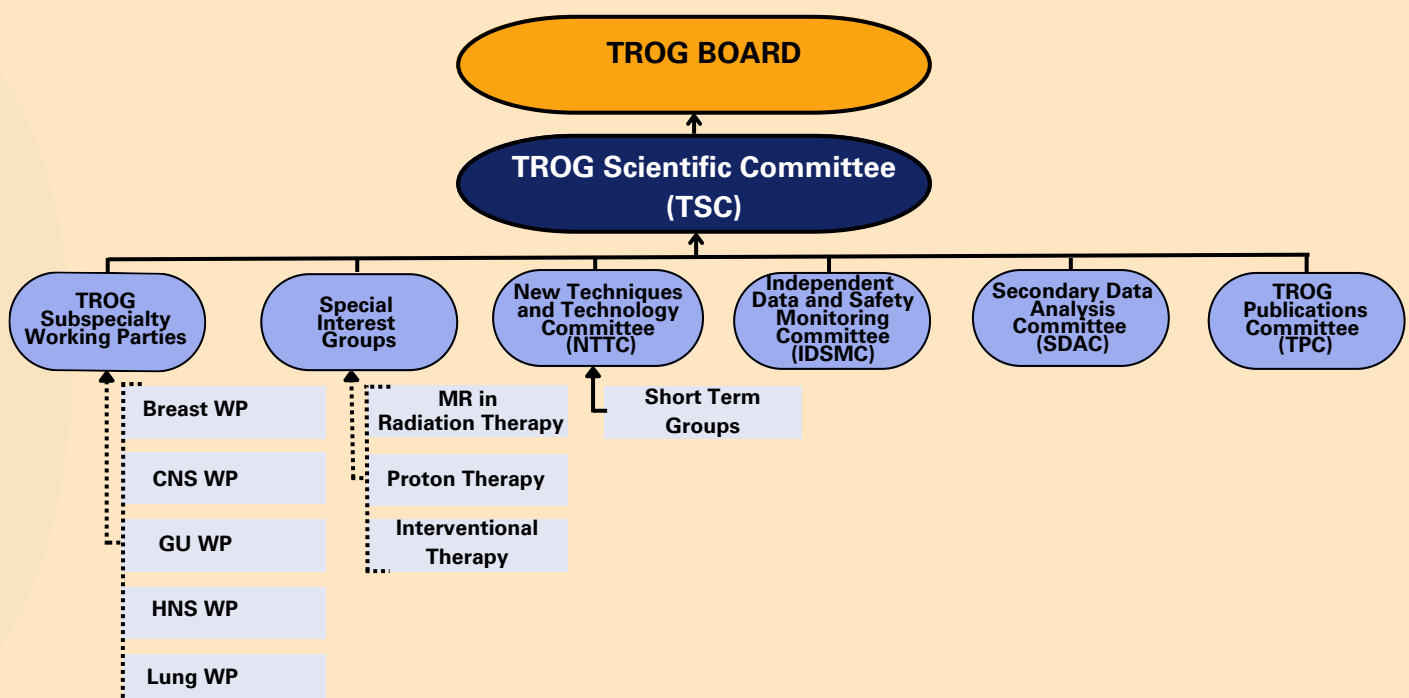 TROG BOARD
TROG Scientific Committee
(TSC)
TROG
Subspecialty
Working Parties
Special
Interest
Groups
New Techniques
and Technology
Committee
(NTTC)
Independent
Data and Safety
Monitoring
Committee
(IDSMC)
Secondary Data
Analysis
Committee
(SDAC)
TROG
Publications
Committee
(TPC)
Breast WP
CNS WP
GU WP
HNS WP
Lung WP
MR in
Radiation Therapy
Proton Therapy
Interventional
Therapy
Short Term
Groups